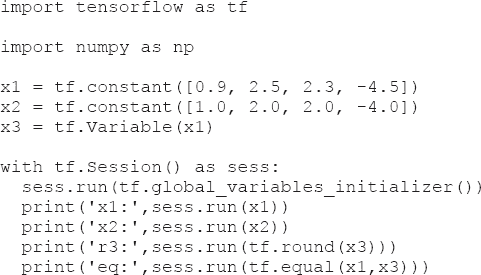 import tensorflow as tf
import numpy as np
x1 = tf.constant([0.9, 2.5, 2.3, -4.5])
x2 = tf.constant([1.0, 2.0, 2.0, -4.0])
x3 = tf.Variable(x1)
with tf.Session() as sess:
  sess.run(tf.global_variables_initializer())
  print('x1:',sess.run(x1))
  print('x2:',sess.run(x2))
  print('r3:',sess.run(tf.round(x3)))
  print('eq:',sess.run(tf.equal(x1,x3)))